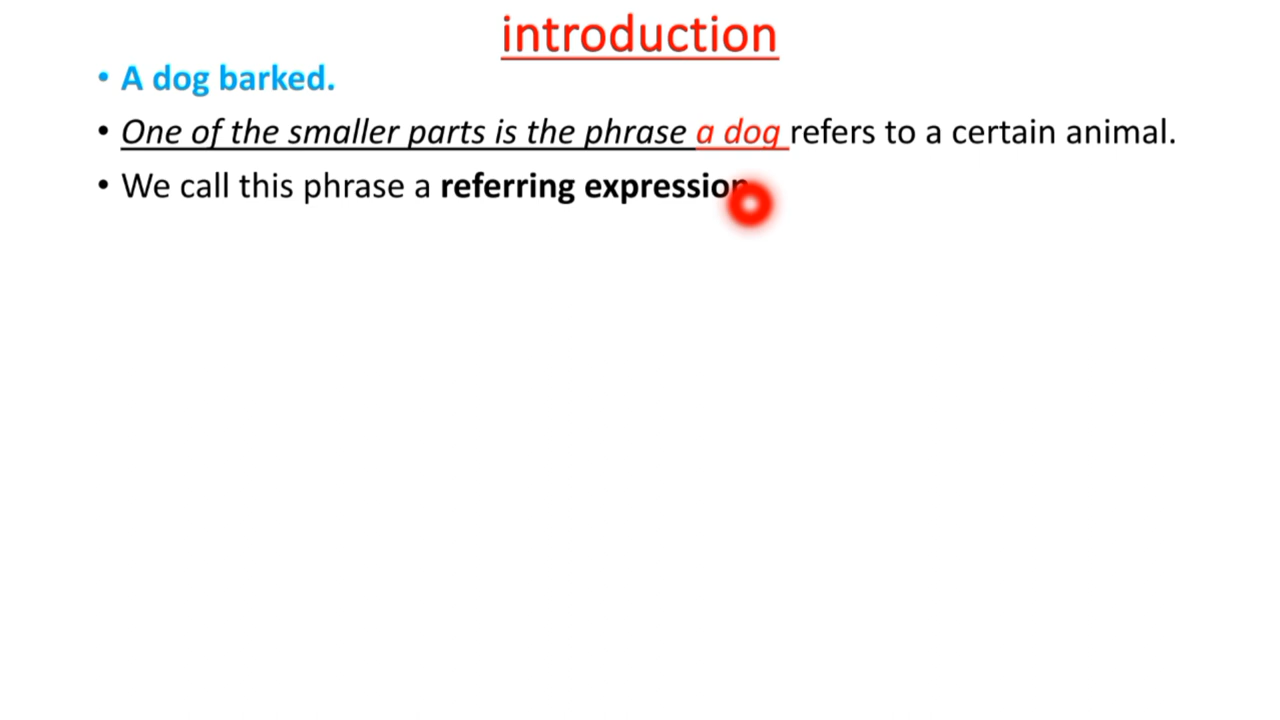 introduction
• A dog barked.
• One of the smaller parts is the phrase a dog refers to a certain animal.
• We call this phrase a referring expression